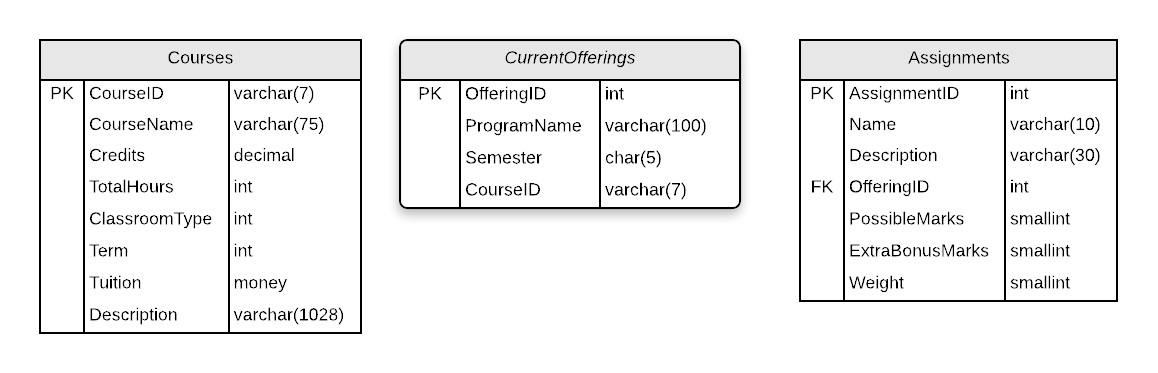 Courses
PK CourseID varchar(7)
CourseName varchar(75)
Credits decimal
TotalHours int
ClassroomType int
Term int
Tuition money
Description varchar(1028)
CurrentOfferings
PK OfferingID int
ProgramName varchar(100)
Semester char(5)
CourseID varchar(7)
Assignments
PK AssignmentID int
Name varchar(10)
Description varchar(30)
FK OfferingID int
PossibleMarks smallint
ExtraBonusMarks smallint
Weight smallint